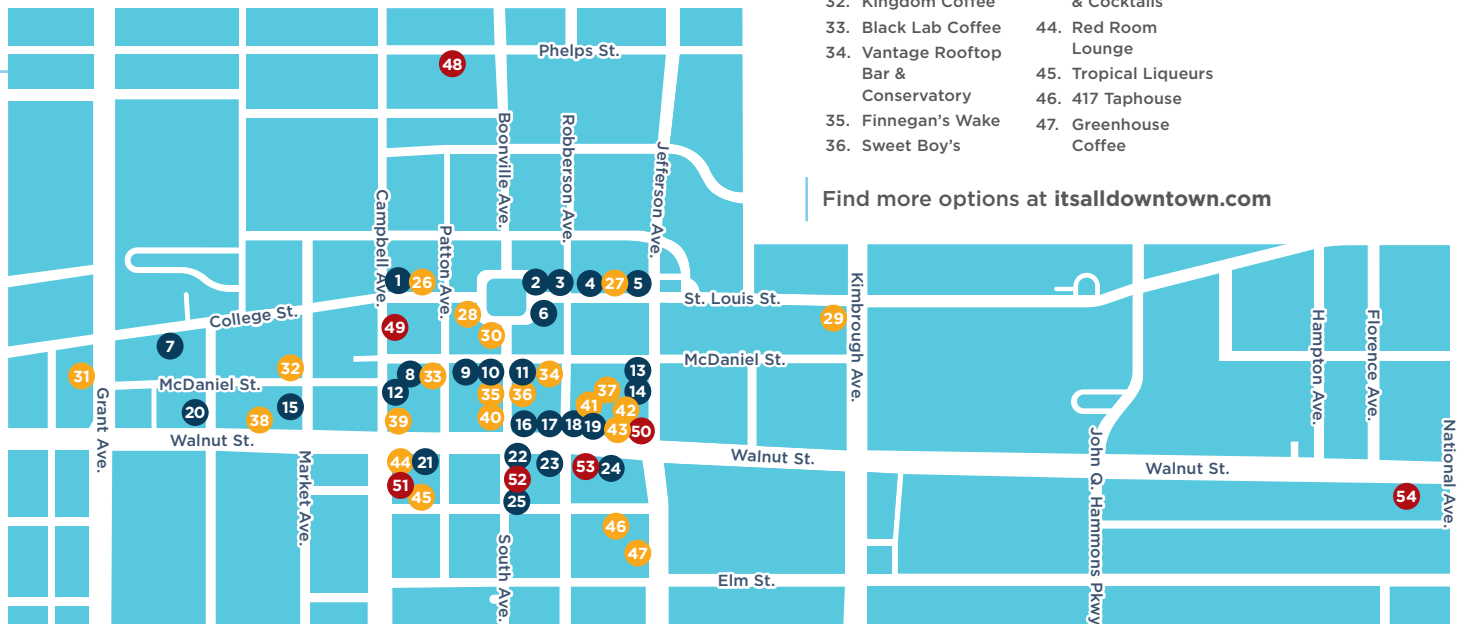 32. Kingdom Coffee
33. Black Lab Coffee
34. Vantage Rooftop
Bar &
Conservatory
35. Finnegan's Wake
36. Sweet Boy's
& Cocktails
44. Red Room
Lounge
45. Tropical Liqueurs
46. 417 Taphouse
47. Greenhouse
Coffee
Find more options at itsalldowntown.com
Phelps St.
48
Boonville Ave.
Robberson Ave.
Jefferson Ave.
Campbell Ave.
Patton Ave.
1
26
2
3
4
27
5
St. Louis St.
Kimbrough Ave.
College St.
28
6
29
49
30
Hampton Ave.
Florence Ave.
7
McDaniel St.
31
32
8
33
9
10
11
34
13
McDaniel St.
12
35
36
37
14
Grant Ave.
20
38
15
39
40
41
42
16
17
18
19
43
50
Walnut St.
Market Ave.
44
21
22
23
53
24
Walnut St.
John Q. Hammons Pkwy
Walnut St.
National Ave.
51
45
52
25
54
46
South Ave.
47
Elm St.